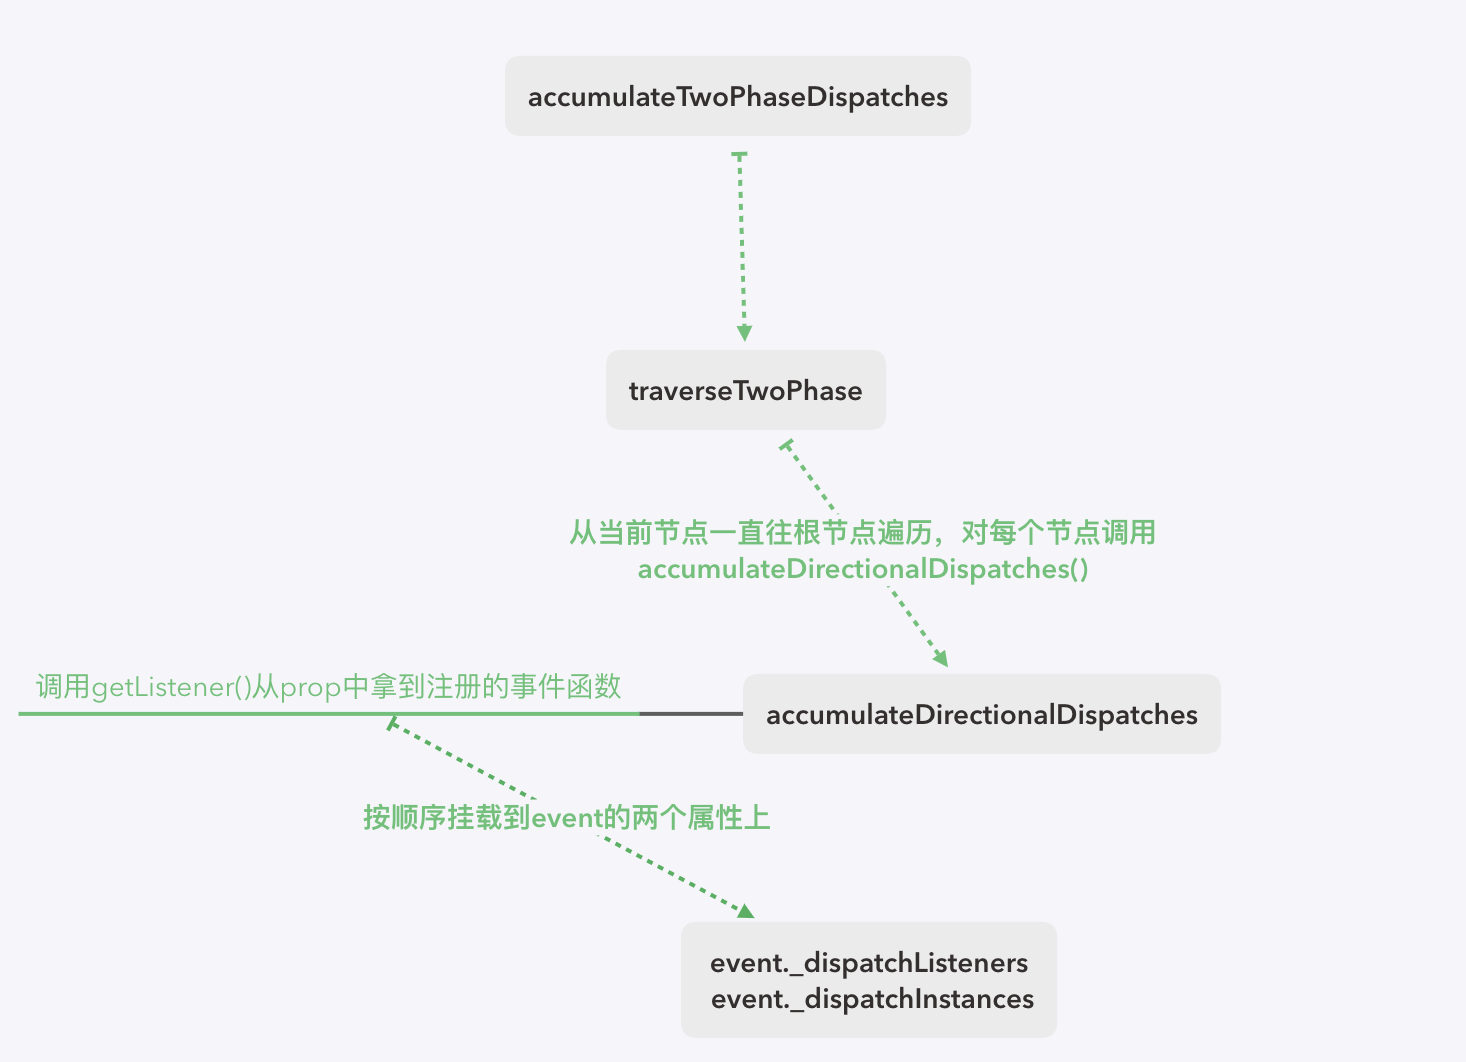 accumulateTwoPhaseDispatches
traverseTwoPhase
从当前节点一直往根节点遍历，对每个节点调用
accumulateDirectionalDispatches()
调用getListener()从prop中拿到注册的事件函数
accumulateDirectionalDispatches
按顺序挂载到event的两个属性上
event._dispatchListeners
event._dispatchInstances